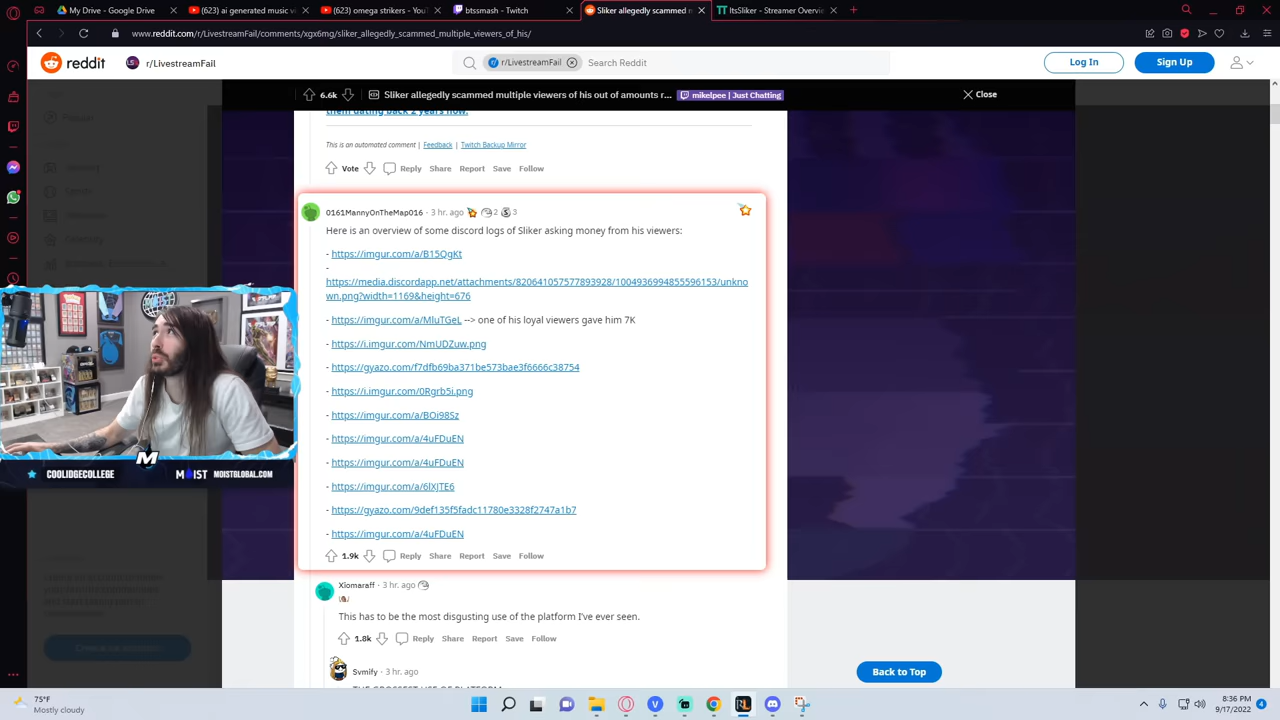 My Drive - Google Drive
(623) ai generated music vi
(623) omega strikers - YouT
btssmash - Twitch
Sliker allegedly scammed m
ItsSliker - Streamer Overvi
www.reddit.com/r/LivestreamFail/comments/xgx6mg/sliker_allegedly_scammed_multiple_viewers_of_his/
reddit
r/LivestreamFail
r/LivestreamFail
Search Reddit
Log In
Sign Up
6.6k
Sliker allegedly scammed multiple viewers of his out of amounts r...
mikelpee | Just Chatting
Close
them dating back 2 years now.
This is an automated comment | Feedback | Twitch Backup Mirror
Vote
Reply
Share
Report
Save
Follow
0161MannyOnTheMap016 · 3 hr. ago
2
3
Here is an overview of some discord logs of Sliker asking money from his viewers:
- https://imgur.com/a/B15QgKt
-
https://media.discordapp.net/attachments/820641057577893928/1004936994855596153/unkno
wn.png?width=1169&height=676
- https://imgur.com/a/MluTGeL --> one of his loyal viewers gave him 7K
- https://i.imgur.com/NmUDZuw.png
- https://gyazo.com/f7dfb69ba371be573bae3f6666c38754
- https://i.imgur.com/0Rgrb5i.png
- https://imgur.com/a/BOi98Sz
- https://imgur.com/a/4uFDuEN
- https://imgur.com/a/4uFDuEN
- https://imgur.com/a/6lXJTE6
- https://gyazo.com/9def135f5fadc11780e3328f2747a1b7
- https://imgur.com/a/4uFDuEN
1.9k
Reply
Share
Report
Save
Follow
COOLIDGECOLLEGE
M
MOIST
MOISTGLOBAL.COM
Xiomaraff · 3 hr. ago
This has to be the most disgusting use of the platform I've ever seen.
1.8k
Reply
Share
Report
Save
Follow
Svmify · 3 hr. ago
THE GROSSEST USE OF PLATFORM
Back to Top
75°F
Mostly cloudy
8:36 PM
9/17/2022
4